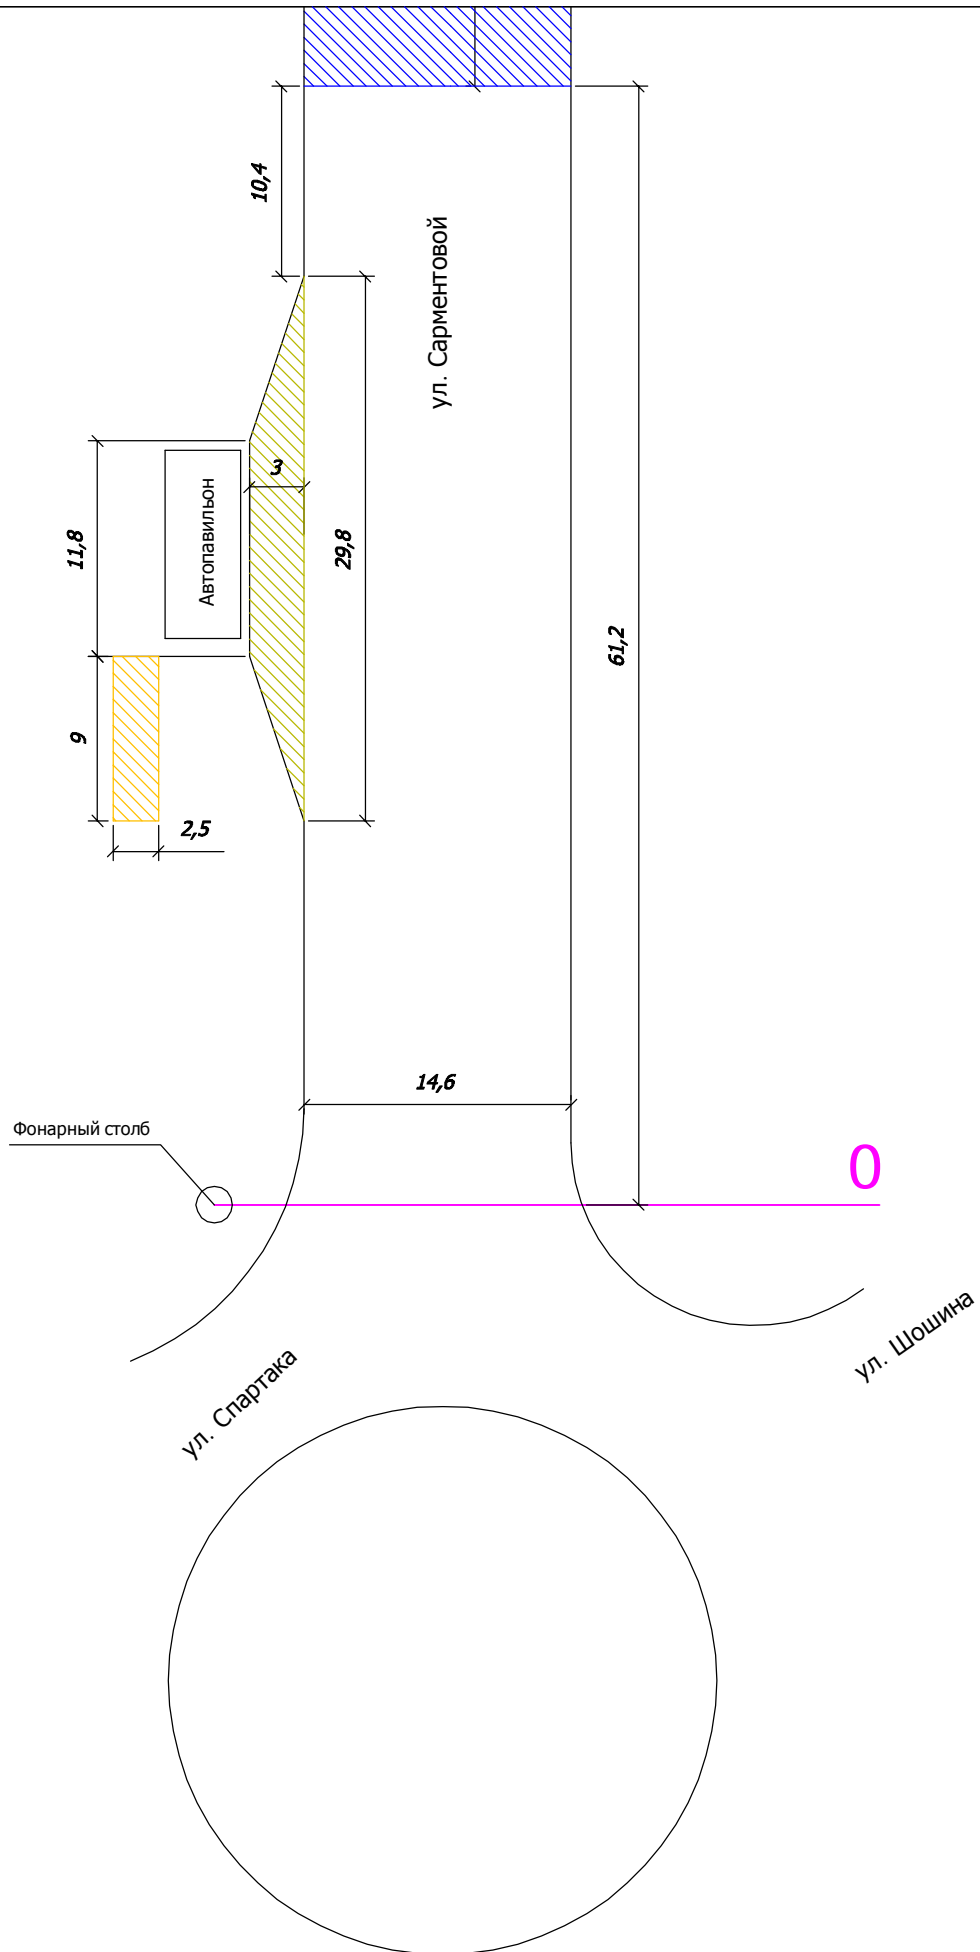 10,4
ул. Сарментовой
3
11,8
Автопавильон
29,8
61,2
9
2,5
14,6
Фонарный столб
0
ул. Шошина
ул. Спартака